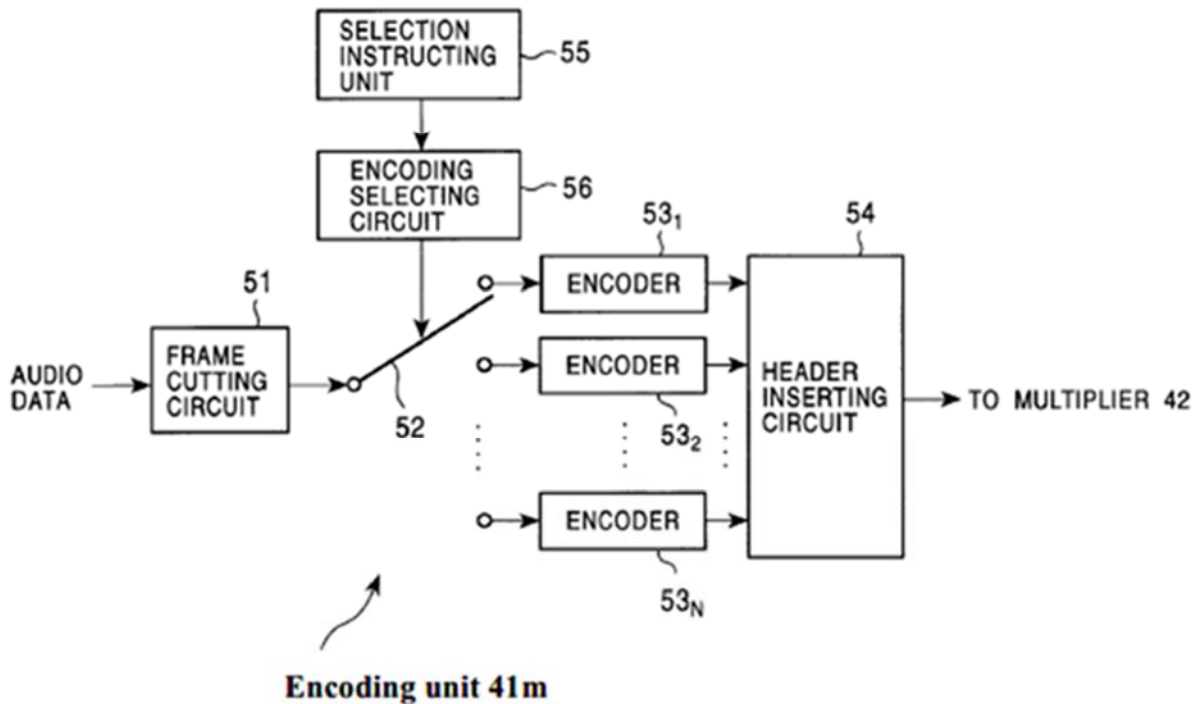 SELECTION
INSTRUCTING
UNIT
55
ENCODING
SELECTING
CIRCUIT
56
53₁
54
51
ENCODER
FRAME
CUTTING
CIRCUIT
AUDIO
DATA
52
ENCODER
53₂
HEADER
INSERTING
CIRCUIT
TO MULTIPLIER 42
ENCODER
53N
Encoding unit 41m